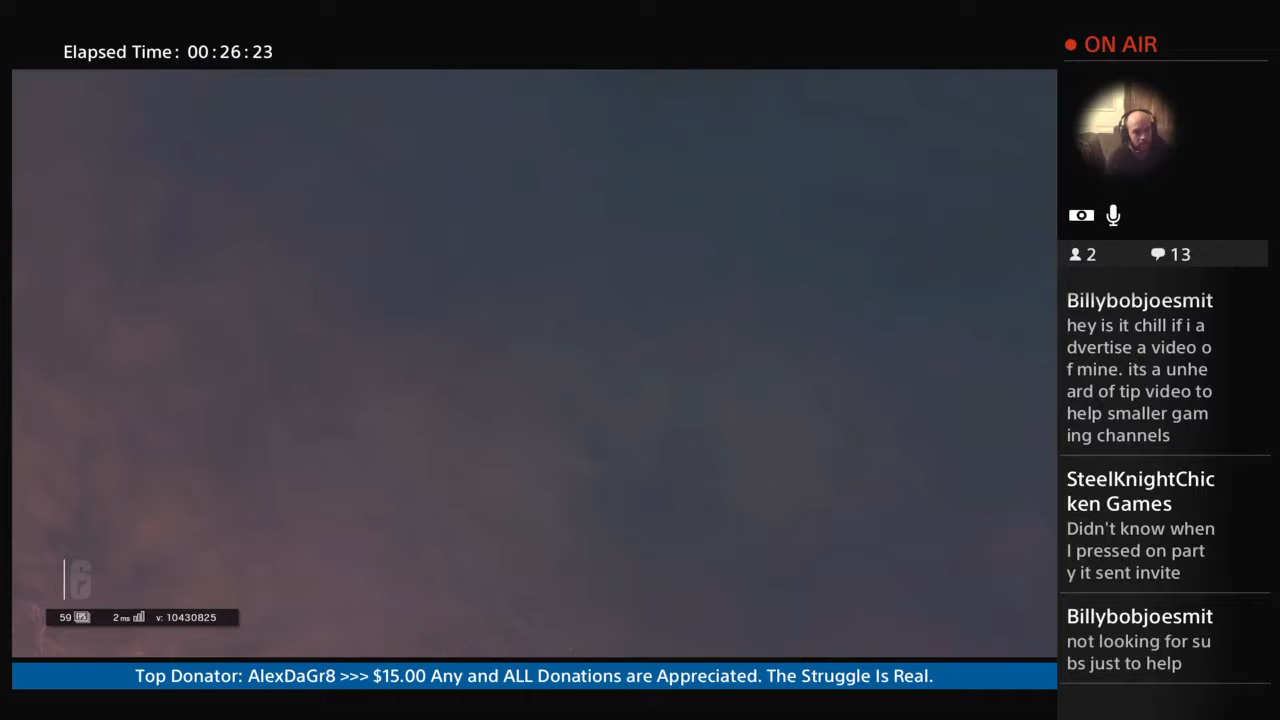 Elapsed Time: 00:26:23
ON AIR
2 13
Billybobjoesmit
hey is it chill if i a
dvertise a video o
f mine. its a unhe
ard of tip video to
help smaller gam
ing channels
SteelKnightChic
ken Games
Didn't know when
I pressed on part
y it sent invite
Billybobjoesmit
not looking for su
bs just to help
6
59 FPS 2 ms v: 10430825
Top Donator: AlexDaGr8 >>> $15.00 Any and ALL Donations are Appreciated. The Struggle Is Real.